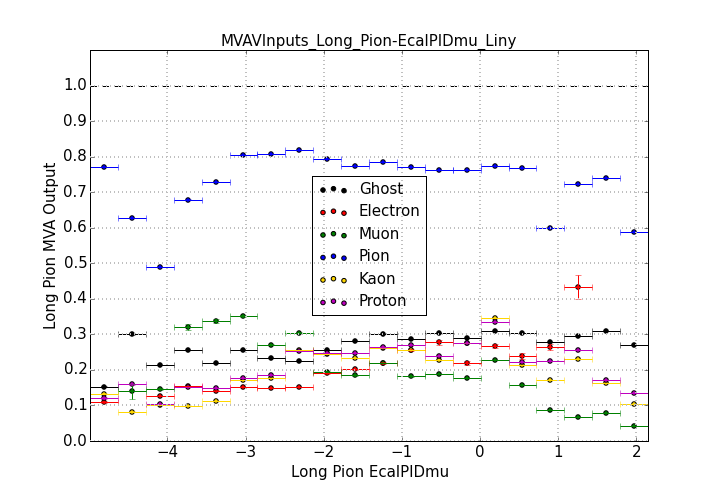 MVAVInputs_Long_Pion-EcalPIDmu_Liny
1.0
0.9
0.8
0.7
0.6
0.5
0.4
0.3
0.2
0.1
0.0
Long Pion MVA Output
Ghost
Electron
Muon
Pion
Kaon
Proton
−4 −3 −2 −1 0 1 2
Long Pion EcalPIDmu